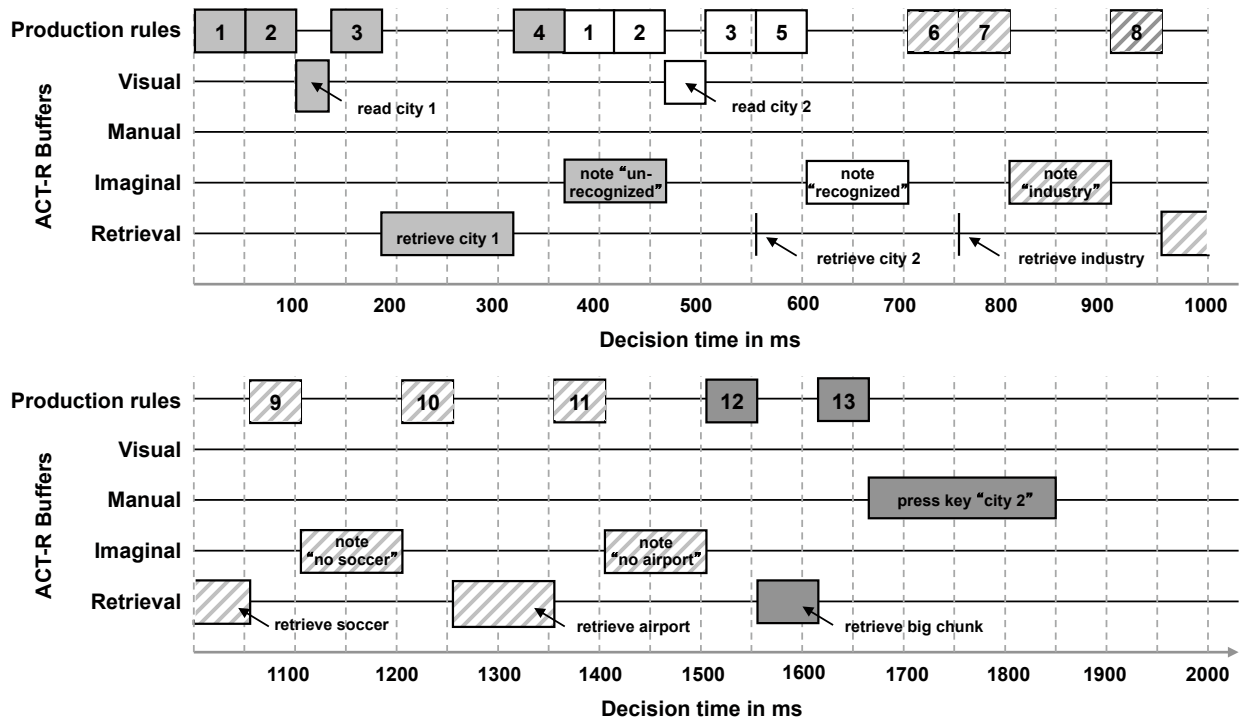 Production rules
1 2 3 4 1 2 3 5 6 7 8
Visual
read city 1
read city 2
Manual
ACT-R Buffers
Imaginal
note “un-
recognized”
note
“recognized”
note
“industry”
Retrieval
retrieve city 1
retrieve city 2
retrieve industry
100 200 300 400 500 600 700 800 900 1000
Decision time in ms
Production rules
9 10 11 12 13
Visual
Manual
press key “city 2”
ACT-R Buffers
Imaginal
note
“no soccer”
note
“no airport”
Retrieval
retrieve soccer
retrieve airport
retrieve big chunk
1100 1200 1300 1400 1500 1600 1700 1800 1900 2000
Decision time in ms